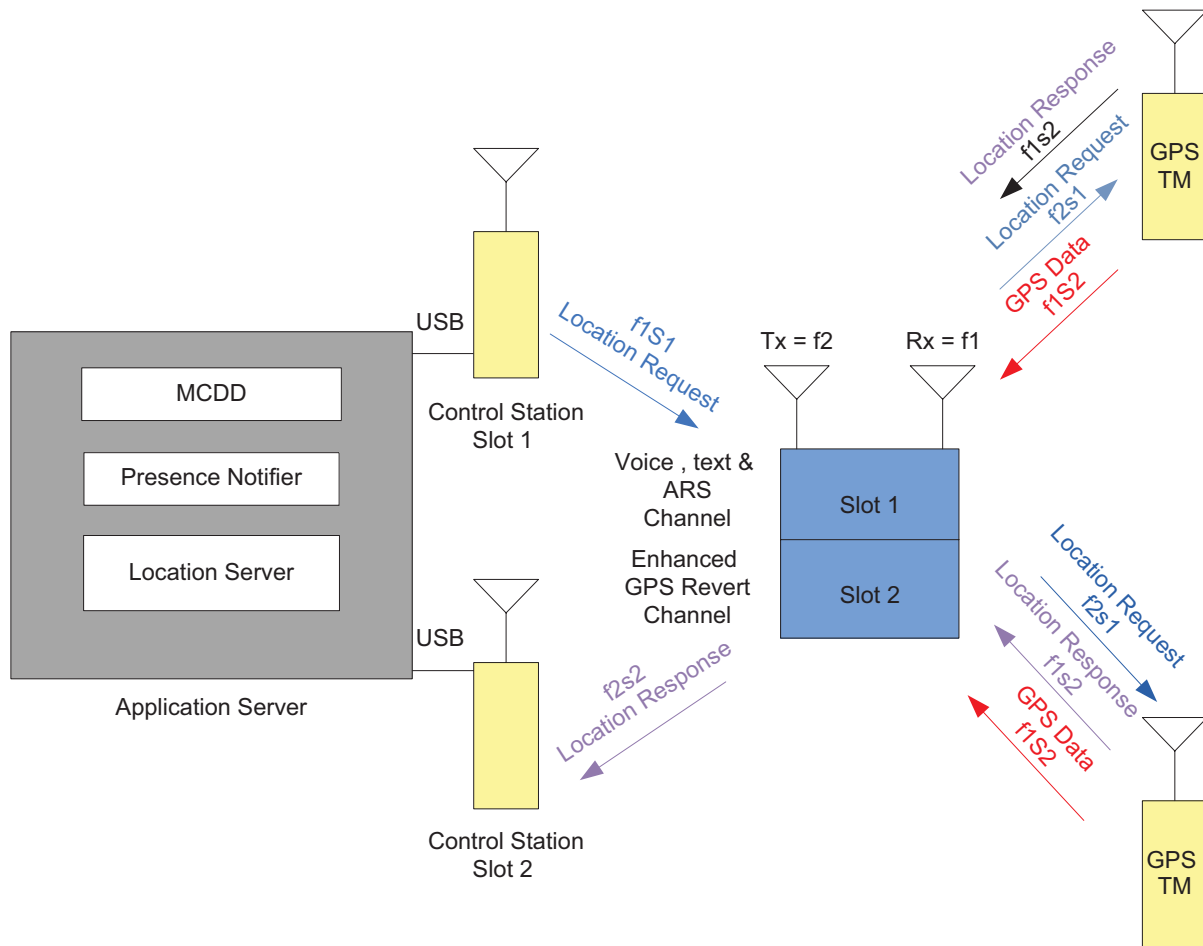 Location Response
f1s2
Location Request
f2s1
GPS Data
f1S2
GPS
TM
USB
f1S1
Location Request
Tx = f2
Rx = f1
MCDD
Presence Notifier
Location Server
Control Station
Slot 1
Voice , text &
ARS
Channel
Slot 1
Enhanced
GPS Revert
Channel
Slot 2
USB
Application Server
f2s2
Location Response
Location Request
f2s1
Location Response
f1s2
GPS Data
f1S2
Control Station
Slot 2
GPS
TM